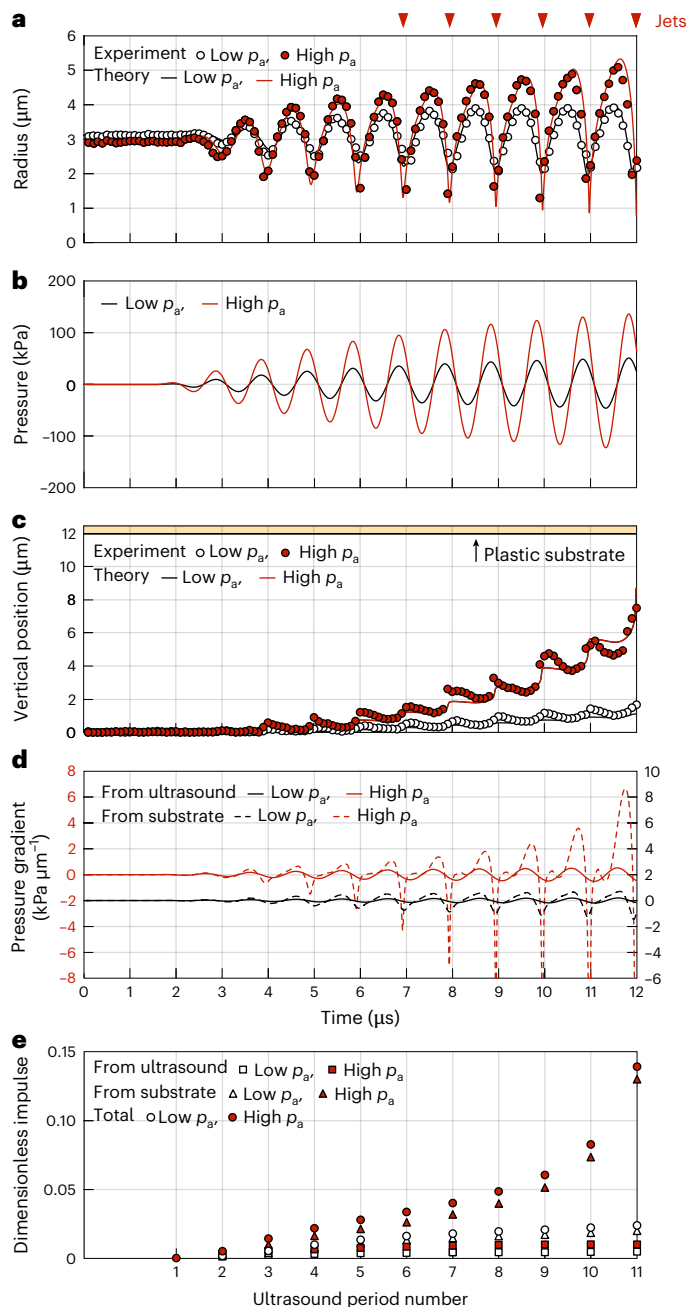 a
Jets
Experiment Low pa, High pa
Theory Low pa, High pa
Radius (μm)
6
5
4
3
2
1
0
b
Low pa, High pa
Pressure (kPa)
200
100
0
−100
−200
c
Experiment Low pa, High pa
Theory Low pa, High pa
Plastic substrate
Vertical position (μm)
12
10
8
6
4
2
0
d
From ultrasound Low pa, High pa
From substrate Low pa, High pa
Pressure gradient
(kPa μm−1)
8
6
4
2
0
−2
−4
−6
−8
10
8
6
4
2
0
−2
−4
−6
0 1 2 3 4 5 6 7 8 9 10 11 12
Time (μs)
e
From ultrasound Low pa, High pa
From substrate Low pa, High pa
Total Low pa, High pa
Dimensionless impulse
0.15
0.10
0.05
0
1 2 3 4 5 6 7 8 9 10 11
Ultrasound period number